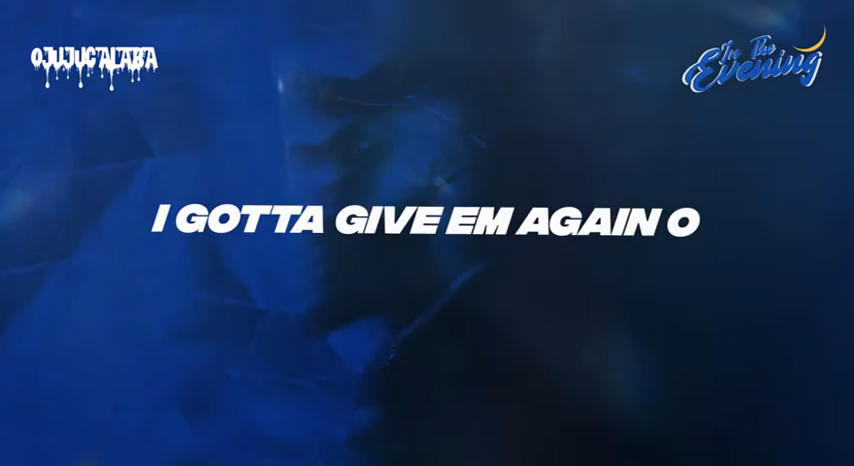 OJUJUCALABA
In The
Evening
I GOTTA GIVE EM AGAIN O